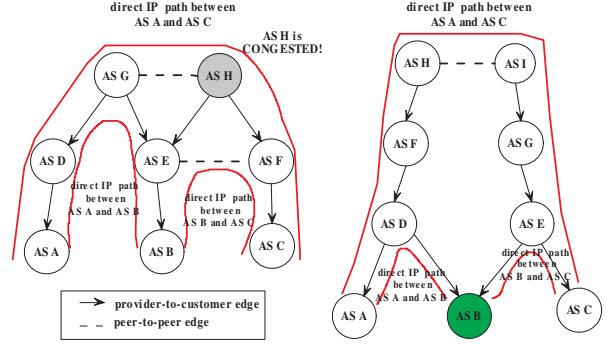 direct IP path between
AS A and AS C
AS H is
CONGESTED!
AS G
AS H
AS D
AS E
AS F
direct IP path
between
AS A and AS B
direct IP path
between
AS B and AS C
AS A
AS B
AS C
provider-to-customer edge
peer-to-peer edge
direct IP path between
AS A and AS C
AS H
AS I
AS F
AS G
AS D
AS E
direct IP path
between
AS A and AS B
direct IP path
between
AS B and AS C
AS A
AS B
AS C